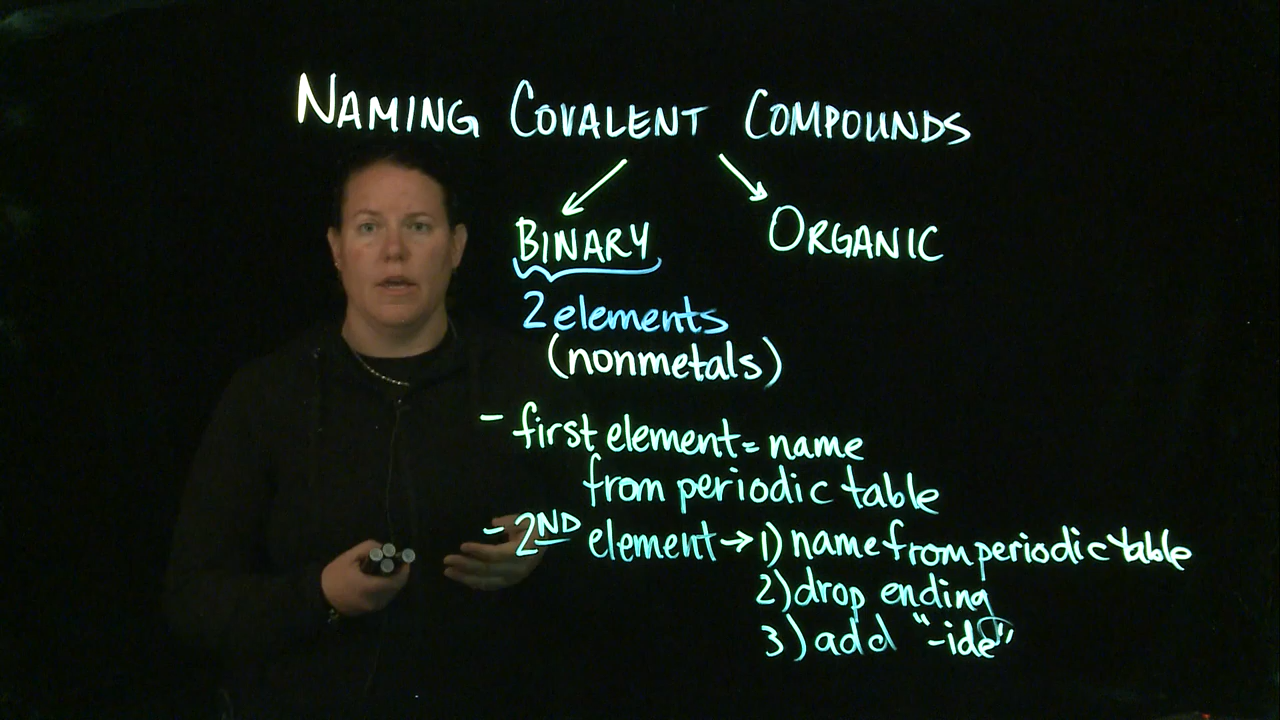 NAMING COVALENT COMPOUNDS
BINARY
ORGANIC
2 elements
(nonmetals)
- first element = name
from periodic table
- 2ND element → 1) name from periodic table
2) drop ending
3) add "-ide"